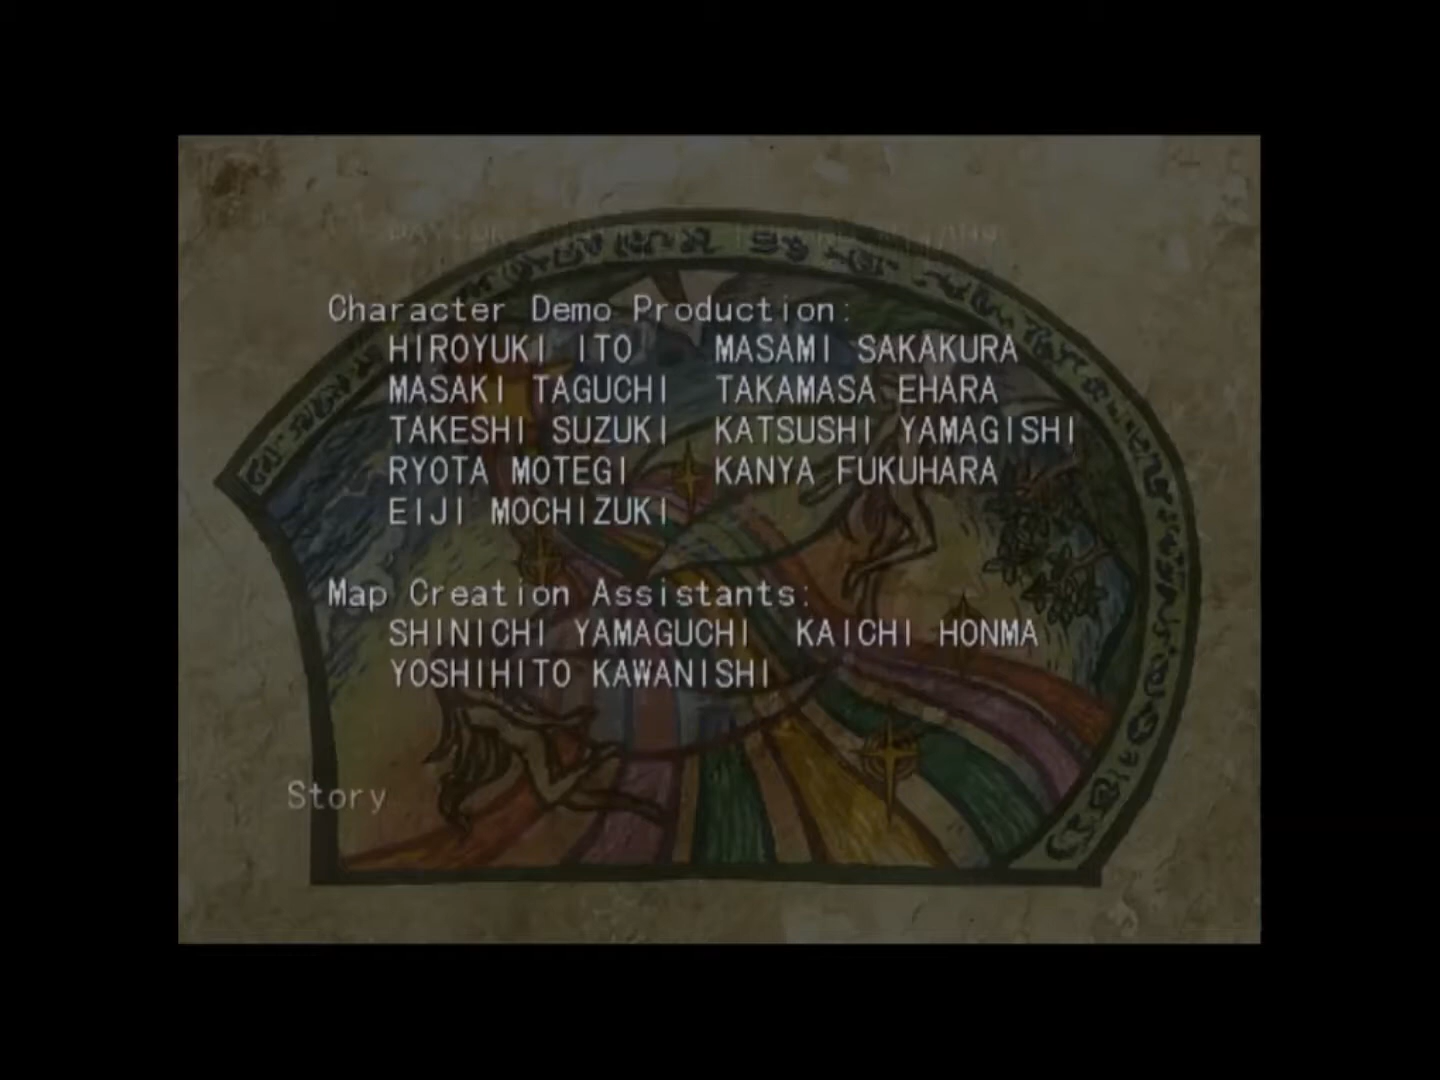 Character Demo Production:
HIROYUKI ITO MASAMI SAKAKURA
MASAKI TAGUCHI TAKAMASA EHARA
TAKESHI SUZUKI KATSUSHI YAMAGISHI
RYOTA MOTEGI KANYA FUKUHARA
EIJI MOCHIZUKI
Map Creation Assistants:
SHINICHI YAMAGUCHI KAICHI HONMA
YOSHIHITO KAWANISHI
Story